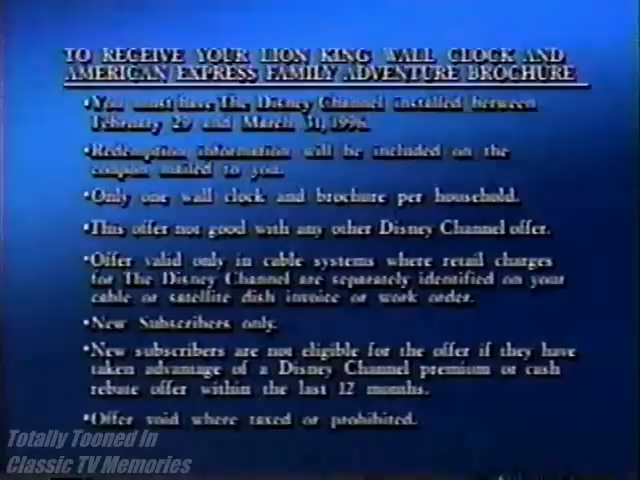 TO RECEIVE YOUR LION KING WALL CLOCK AND
AMERICAN EXPRESS FAMILY ADVENTURE BROCHURE
•You must have The Disney Channel installed between
February 29 and March 31, 1996.
•Redemption information will be included on the
coupon mailed to you.
•Only one wall clock and brochure per household.
•This offer not good with any other Disney Channel offer.
•Offer valid only in cable systems where retail charges
for The Disney Channel are separately identified on your
cable or satellite dish invoice or work order.
•New Subscribers only.
•New subscribers are not eligible for the offer if they have
taken advantage of a Disney Channel premium or cash
rebate offer within the last 12 months.
•Offer void where taxed or prohibited.
Totally Tooned In
Classic TV Memories